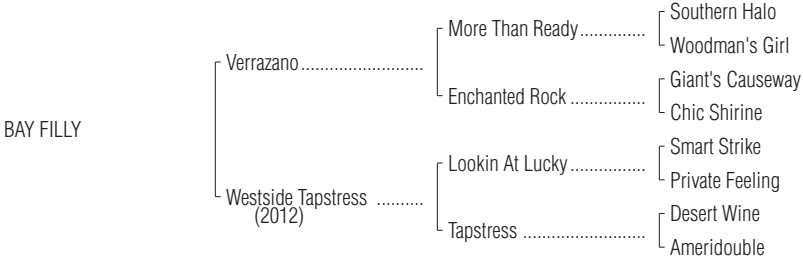 Southern Halo
More Than Ready..............
Woodman's Girl
Verrazano..........................
Giant's Causeway
Enchanted Rock ................
Chic Shirine
BAY FILLY
Smart Strike
Lookin At Lucky................
Private Feeling
Westside Tapstress ..........
(2012)
Desert Wine
Tapstress ..........................
Ameridouble